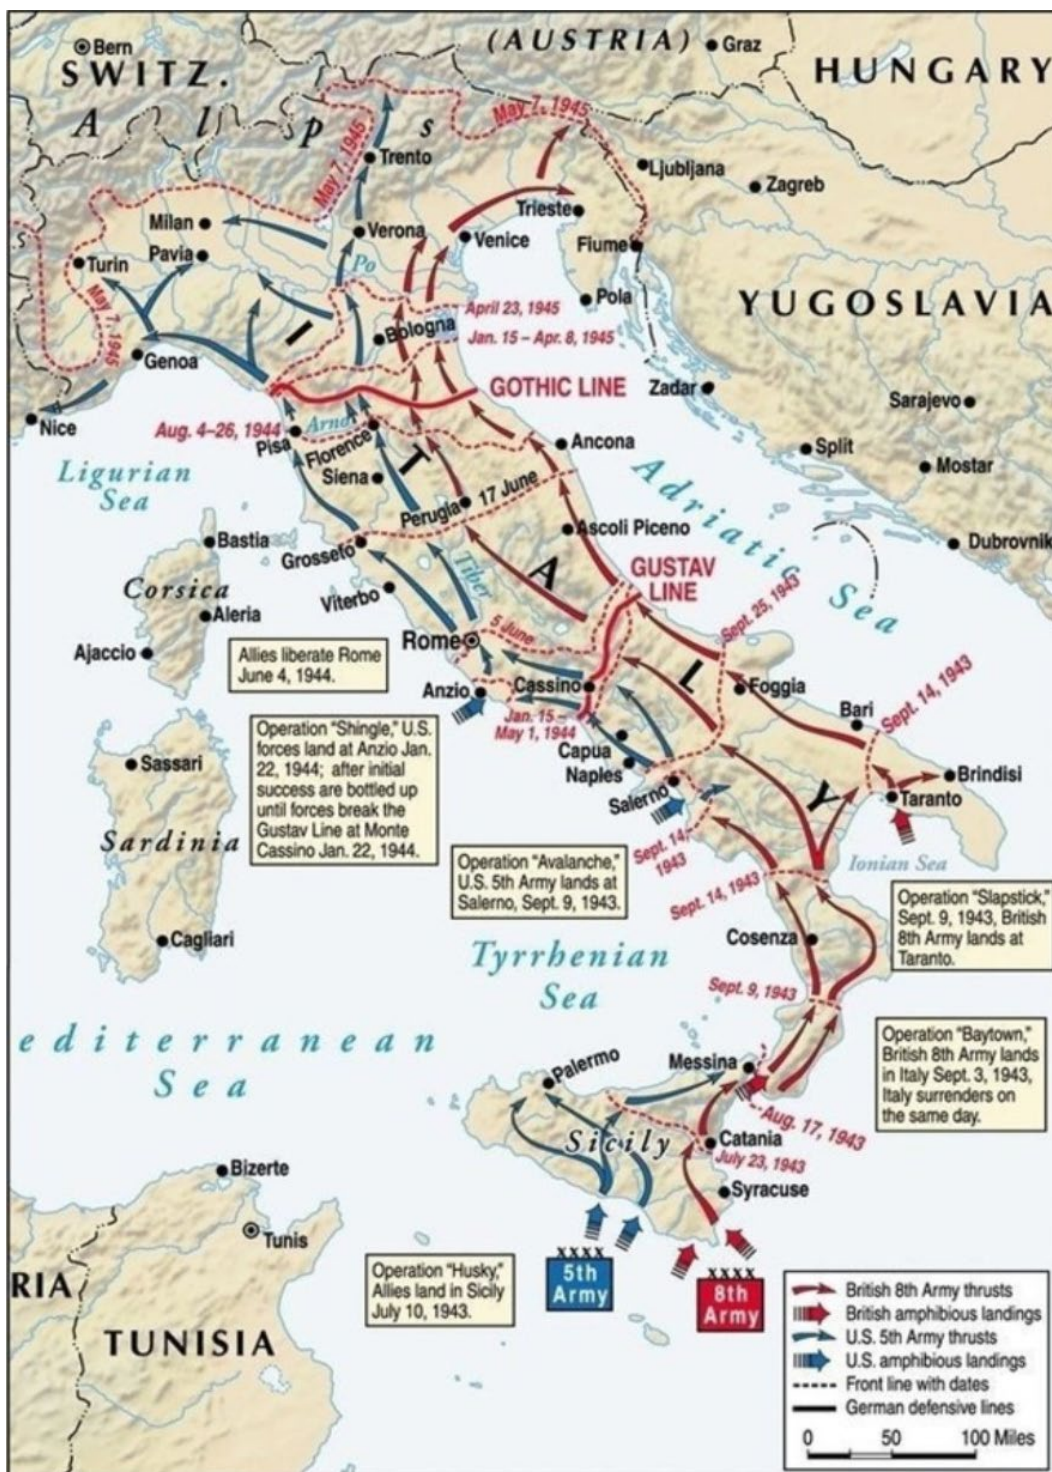 Bern
SWITZ.
(AUSTRIA)
Graz
HUNGARY
Alps
May 7, 1945
May 7, 1945
Trento
Ljubljana
Zagreb
Milan
Verona
Trieste
Venice
Fiume
Pavia
Turin
Po
May 7, 1945
Pola
YUGOSLAVIA
April 23, 1945
Bologna
Jan. 15 – Apr. 8, 1945
Genoa
GOTHIC LINE
Zadar
Sarajevo
Nice
Aug. 4–26, 1944
Pisa
Arno
Florence
Ancona
Split
Mostar
Ligurian
Sea
Siena
ITALY
Perugia
17 June
Adriatic Sea
Ascoli Piceno
Bastia
Grossefo
Dubrovnik
Corsica
Tiber
GUSTAV
LINE
Viterbo
Sept. 25, 1943
Aleria
Rome
5 June
Ajaccio
Allies liberate Rome
June 4, 1944.
Anzio
Cassino
Foggia
Jan. 15 –
May 1, 1944
Bari
Sept. 14, 1943
Operation "Shingle," U.S.
forces land at Anzio Jan.
22, 1944; after initial
success are bottled up
until forces break the
Gustav Line at Monte
Cassino Jan. 22, 1944.
Capua
Naples
Sassari
Salerno
Brindisi
Taranto
Sardinia
Sept. 14,
1943
Ionian Sea
Operation "Avalanche,"
U.S. 5th Army lands at
Salerno, Sept. 9, 1943.
Sept. 14, 1943
Operation "Slapstick,"
Sept. 9, 1943, British
8th Army lands at
Taranto.
Cagliari
Cosenza
Tyrrhenian
Sea
Sept. 9, 1943
editerranean
Sea
Operation "Baytown,"
British 8th Army lands
in Italy Sept. 3, 1943,
Italy surrenders on
the same day.
Messina
Palermo
Aug. 17, 1943
Sicily
Catania
July 23, 1943
Bizerte
Syracuse
Tunis
Operation "Husky,"
Allies land in Sicily
July 10, 1943.
XXXX
5th
Army
XXXX
8th
Army
RIA
TUNISIA
British 8th Army thrusts
British amphibious landings
U.S. 5th Army thrusts
U.S. amphibious landings
Front line with dates
German defensive lines
0 50 100 Miles